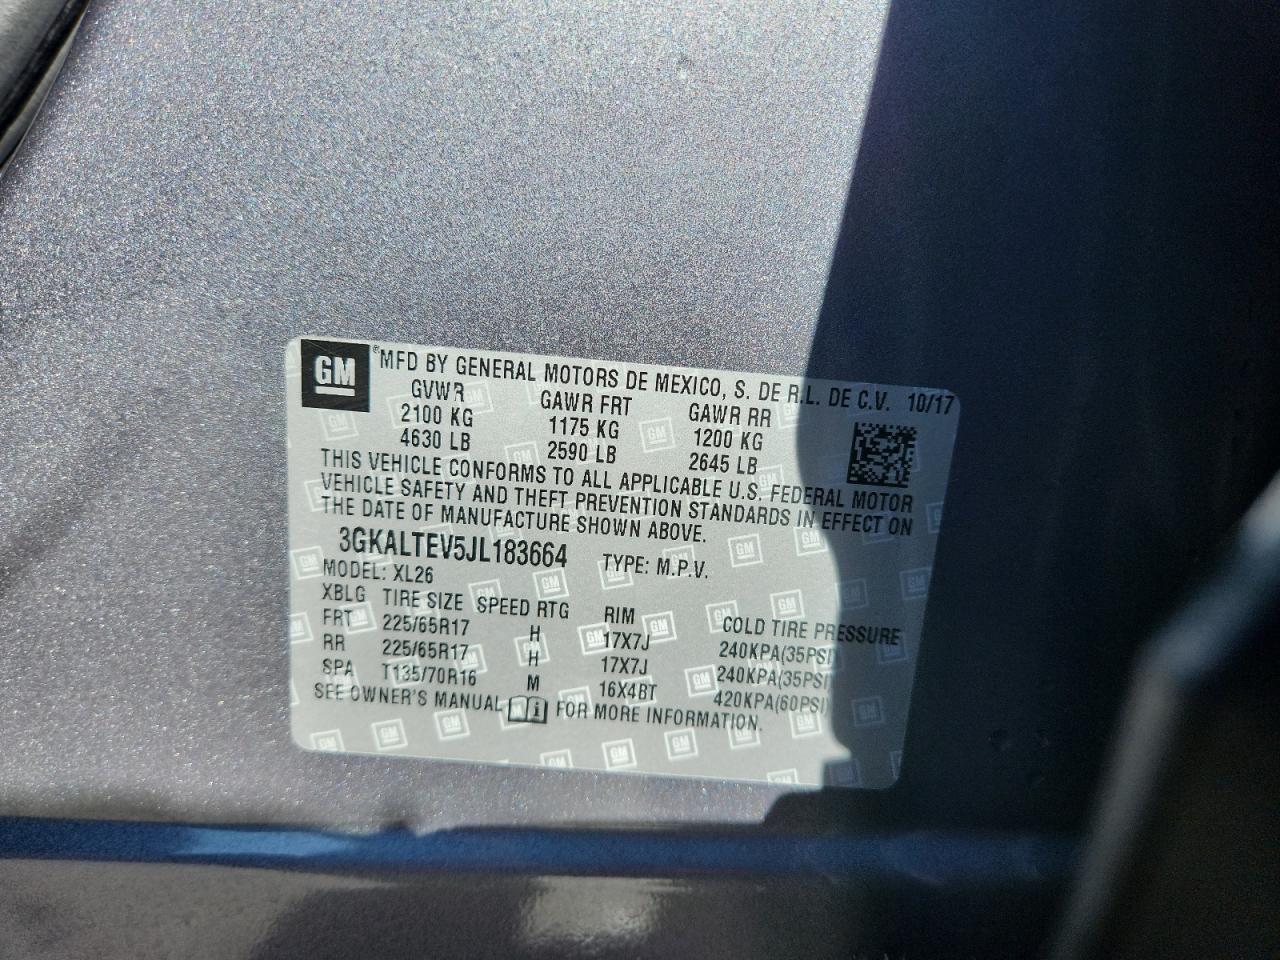 GM ® MFD BY GENERAL MOTORS DE MEXICO, S. DE R.L. DE C.V. 10/17
GVWR GAWR FRT GAWR RR
2100 KG 1175 KG 1200 KG
4630 LB 2590 LB 2645 LB
THIS VEHICLE CONFORMS TO ALL APPLICABLE U.S. FEDERAL MOTOR
VEHICLE SAFETY AND THEFT PREVENTION STANDARDS IN EFFECT ON
THE DATE OF MANUFACTURE SHOWN ABOVE.
3GKALTEV5JL183664 TYPE: M.P.V.
MODEL: XL26
XBLG TIRE SIZE SPEED RTG RIM COLD TIRE PRESSURE
FRT 225/65R17 H 17X7J 240KPA(35PSI)
RR 225/65R17 H 17X7J 240KPA(35PSI)
SPA T135/70R16 M 16X4BT 420KPA(60PSI)
SEE OWNER'S MANUAL i FOR MORE INFORMATION.